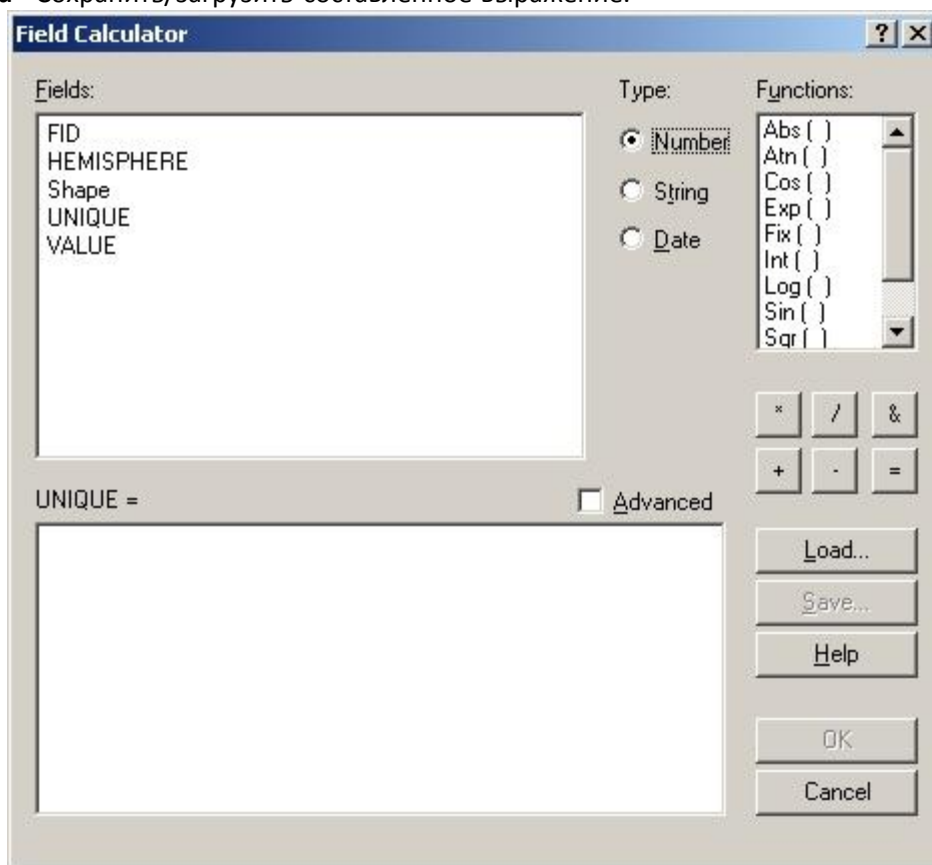 Сохранить/загрузить составленное выражение.
Field Calculator
Fields:
Type:
Functions:
FID
HEMISPHERE
Shape
UNIQUE
VALUE
Number
String
Date
Abs ( )
Atn ( )
Cos ( )
Exp ( )
Fix ( )
Int ( )
Log ( )
Sin ( )
Sqr ( )
* / &
+ - =
UNIQUE =
Advanced
Load...
Save...
Help
OK
Cancel